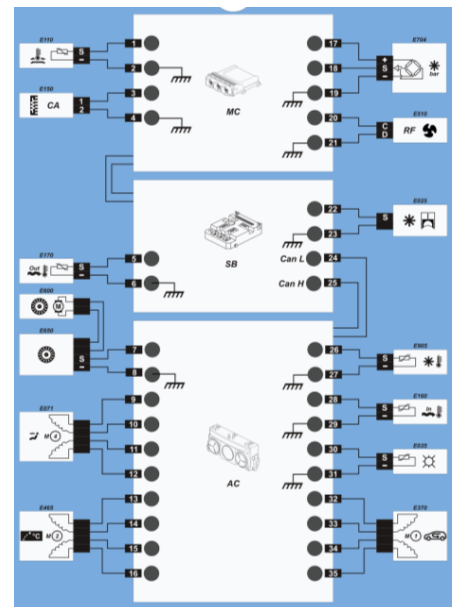 E110
S
–
1
2
E150
CA
1
2
3
4
MC
17
18
19
+
S
–
E704
bar
20
21
C
D
E510
RF
22
23
S
E025
SB
Can L
24
Can H
25
E170
Out
S
–
5
6
E600
M
E650
S
–
7
8
E071
M 4
9
10
11
12
E465
°C
M 2
13
14
15
16
AC
26
27
S
–
E605
28
29
S
–
E160
In
30
31
S
–
E035
32
33
34
35
E370
M 1